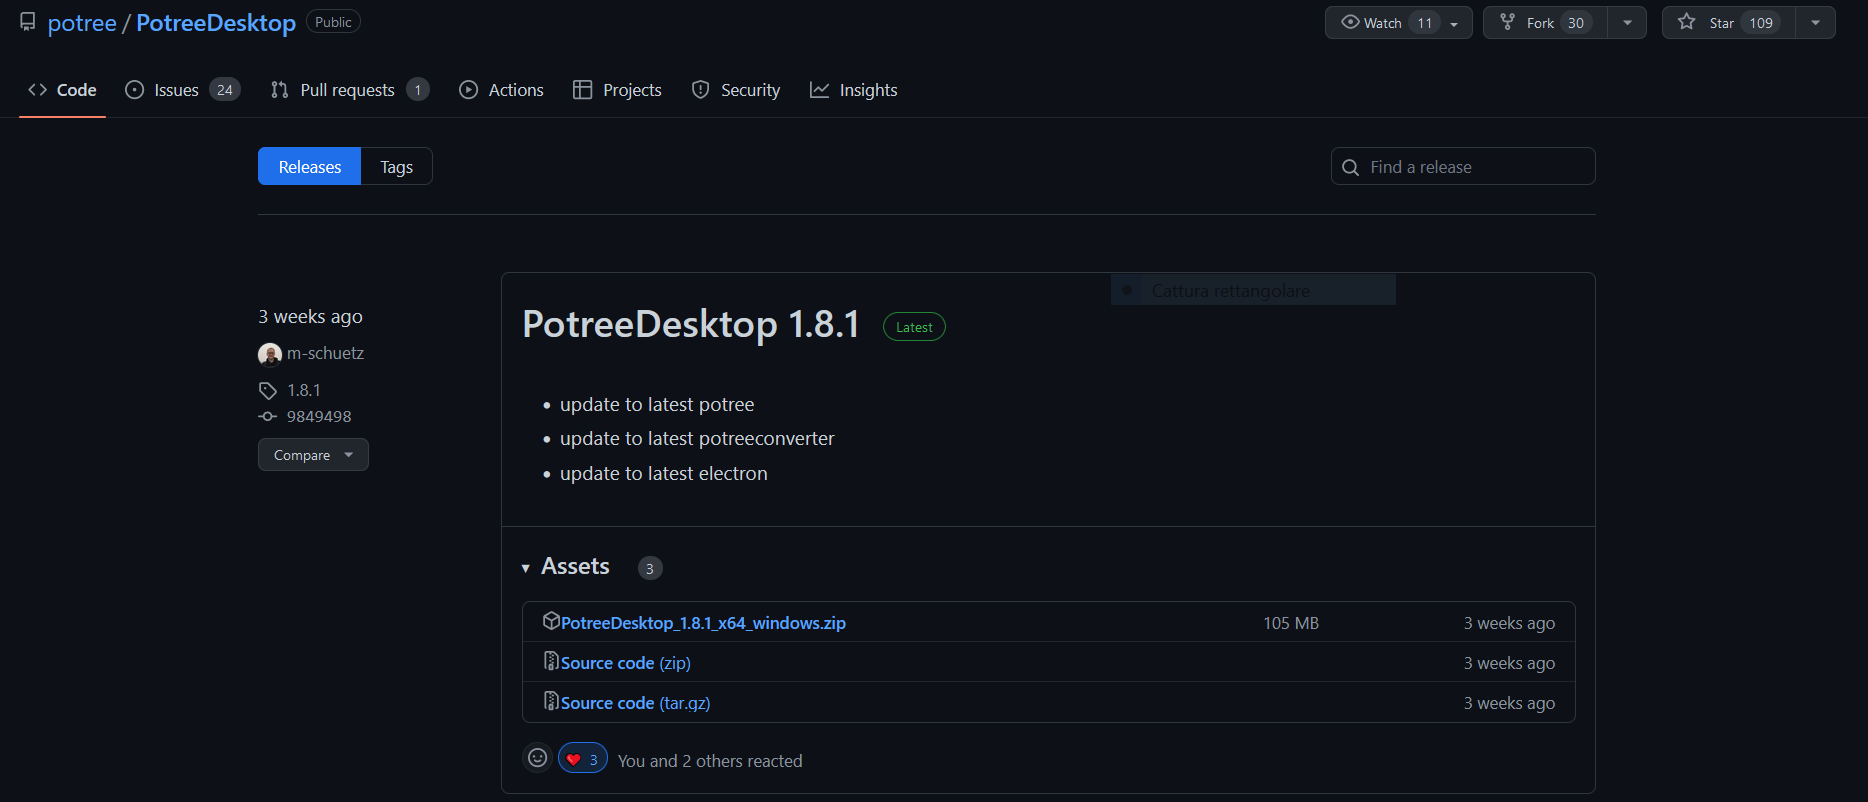 potree / PotreeDesktop Public Watch 11 Fork 30 Star 109
Code Issues 24 Pull requests 1 Actions Projects Security Insights
Releases Tags Find a release
Cattura rettangolare
3 weeks ago
m-schuetz
1.8.1
9849498
Compare
PotreeDesktop 1.8.1 Latest
update to latest potree
update to latest potreeconverter
update to latest electron
Assets 3
PotreeDesktop_1.8.1_x64_windows.zip 105 MB 3 weeks ago
Source code (zip) 3 weeks ago
Source code (tar.gz) 3 weeks ago
3 You and 2 others reacted